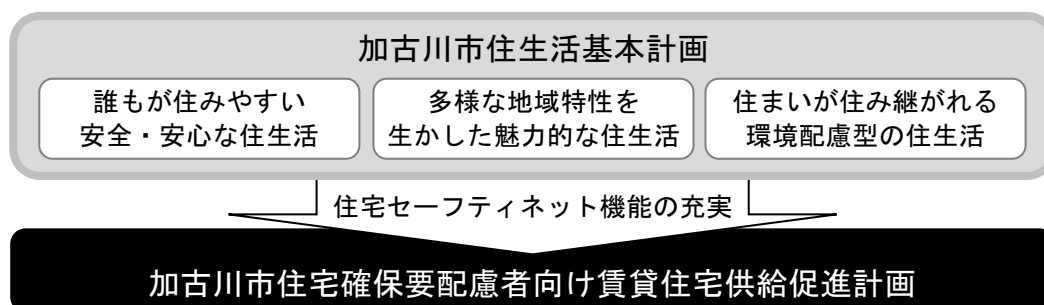 加古川市住生活基本計画
誰もが住みやすい
安全・安心な住生活
多様な地域特性を
生かした魅力的な住生活
住まいが住み継がれる
環境配慮型の住生活
住宅セーフティネット機能の充実
加古川市住宅確保要配慮者向け賃貸住宅供給促進計画